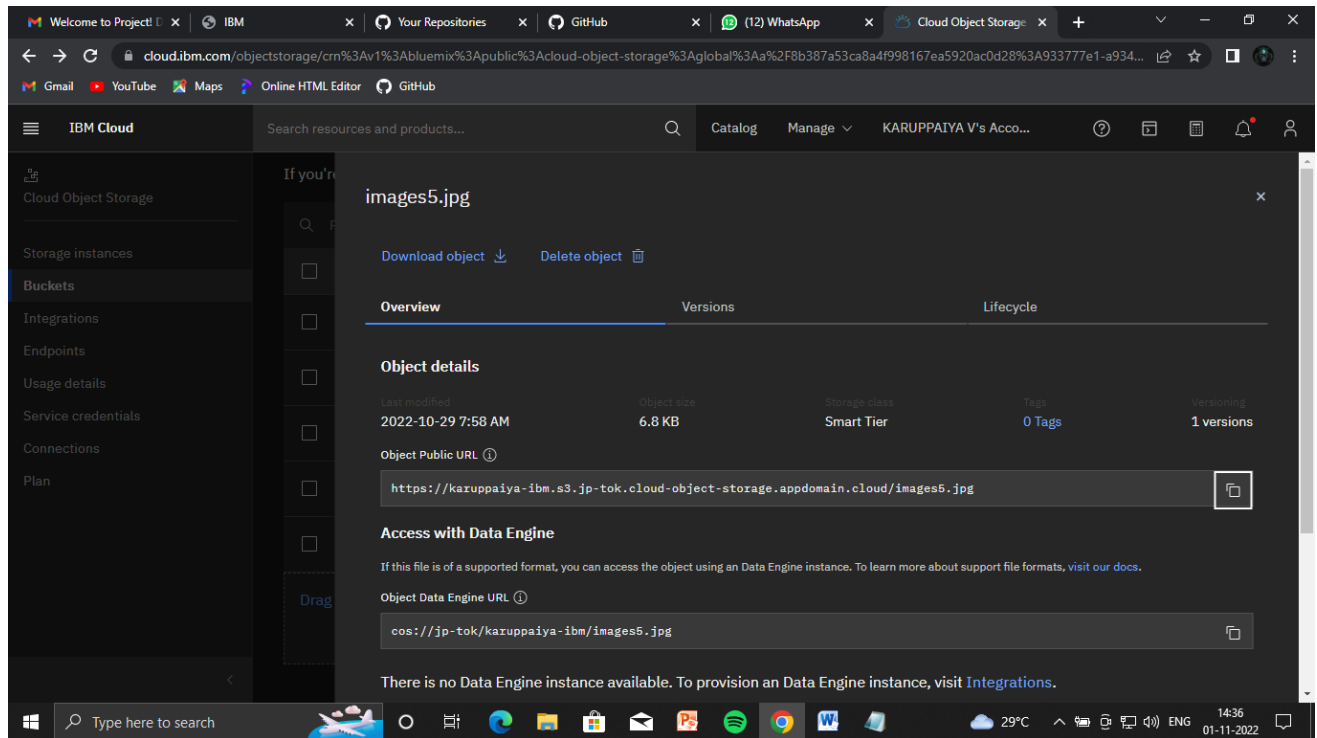 Welcome to Project! D
IBM
Your Repositories
GitHub
(12) WhatsApp
Cloud Object Storage
cloud.ibm.com/objectstorage/crn%3Av1%3Abluemix%3Apublic%3Acloud-object-storage%3Aglobal%3Aa%2F8b387a53ca8a4f998167ea5920ac0d28%3A933777e1-a934...
Gmail
YouTube
Maps
Online HTML Editor
GitHub
IBM Cloud
Search resources and products...
Catalog
Manage
KARUPPAIYA V's Acco...
Cloud Object Storage
Storage instances
Buckets
Integrations
Endpoints
Usage details
Service credentials
Connections
Plan
If you're
Drag
images5.jpg
Download object
Delete object
Overview
Versions
Lifecycle
Object details
Last modified
Object size
Storage class
Tags
Versioning
2022-10-29 7:58 AM
6.8 KB
Smart Tier
0 Tags
1 versions
Object Public URL
https://karuppaiya-ibm.s3.jp-tok.cloud-object-storage.appdomain.cloud/images5.jpg
Access with Data Engine
If this file is of a supported format, you can access the object using an Data Engine instance. To learn more about support file formats, visit our docs.
Object Data Engine URL
cos://jp-tok/karuppaiya-ibm/images5.jpg
There is no Data Engine instance available. To provision an Data Engine instance, visit Integrations.
Type here to search
29°C
ENG
14:36
01-11-2022